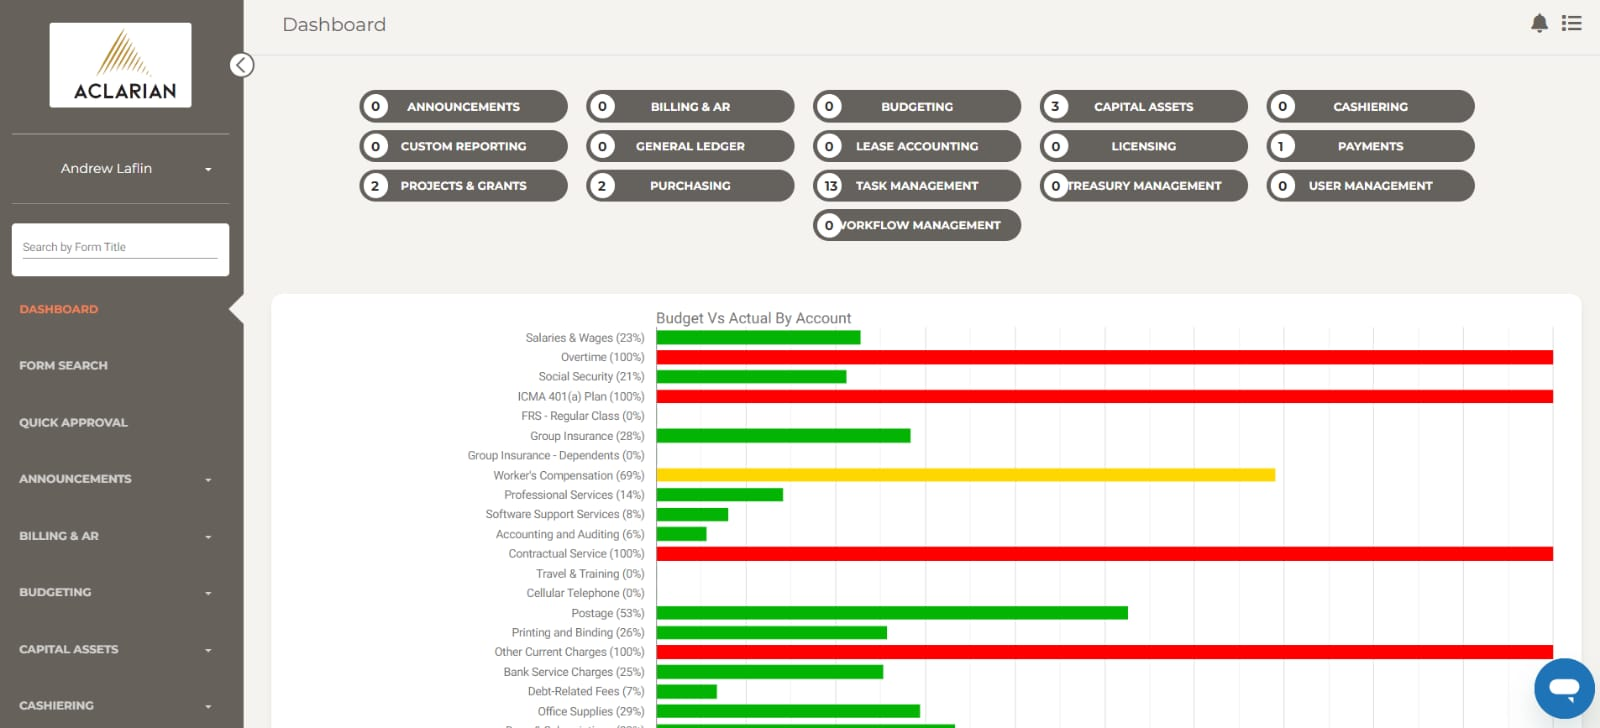 ACLARIAN
Andrew Laflin
Search by Form Title
DASHBOARD
FORM SEARCH
QUICK APPROVAL
ANNOUNCEMENTS
BILLING & AR
BUDGETING
CAPITAL ASSETS
CASHIERING
Dashboard
0 ANNOUNCEMENTS
0 BILLING & AR
0 BUDGETING
3 CAPITAL ASSETS
0 CASHIERING
0 CUSTOM REPORTING
0 GENERAL LEDGER
0 LEASE ACCOUNTING
0 LICENSING
1 PAYMENTS
2 PROJECTS & GRANTS
2 PURCHASING
13 TASK MANAGEMENT
0 TREASURY MANAGEMENT
0 USER MANAGEMENT
0 WORKFLOW MANAGEMENT
Budget Vs Actual By Account
Salaries & Wages (23%)
Overtime (100%)
Social Security (21%)
ICMA 401(a) Plan (100%)
FRS - Regular Class (0%)
Group Insurance (28%)
Group Insurance - Dependents (0%)
Worker's Compensation (69%)
Professional Services (14%)
Software Support Services (8%)
Accounting and Auditing (6%)
Contractual Service (100%)
Travel & Training (0%)
Cellular Telephone (0%)
Postage (53%)
Printing and Binding (26%)
Other Current Charges (100%)
Bank Service Charges (25%)
Debt-Related Fees (7%)
Office Supplies (29%)